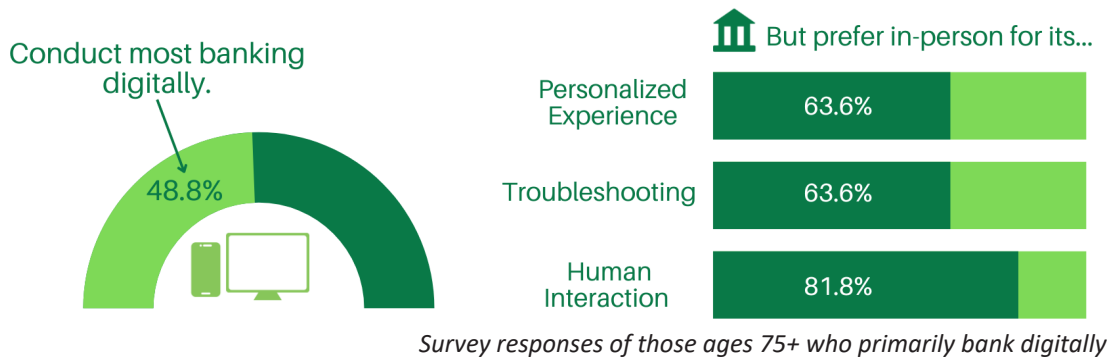 Conduct most banking
digitally.
48.8%
But prefer in-person for its...
Personalized
Experience
63.6%
Troubleshooting
63.6%
Human
Interaction
81.8%
Survey responses of those ages 75+ who primarily bank digitally